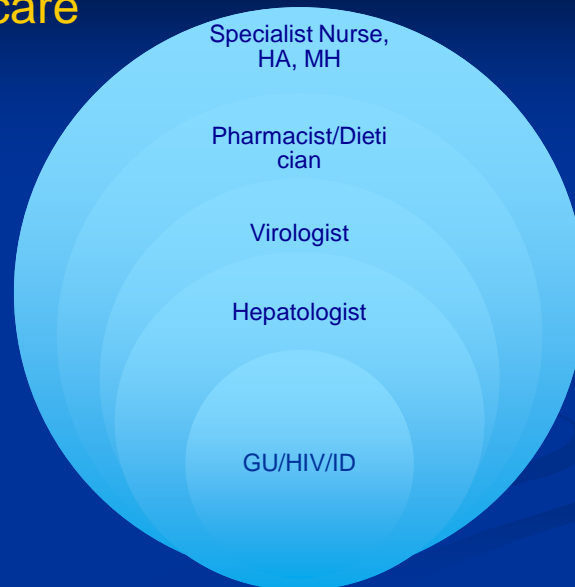 care
Specialist Nurse,
HA, MH
Pharmacist/Dieti
cian
Virologist
Hepatologist
GU/HIV/ID